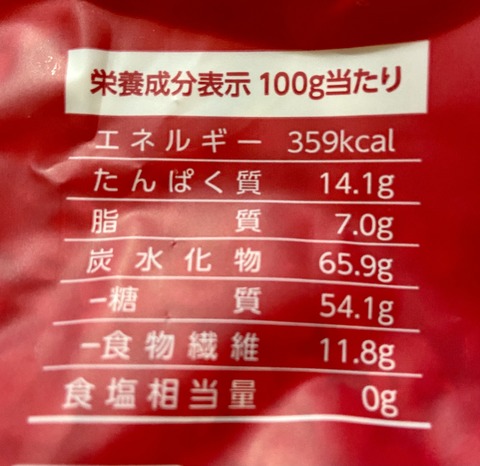 栄養成分表示 100g当たり
エネルギー 359kcal
たんぱく質 14.1g
脂質 7.0g
炭水化物 65.9g
−糖質 54.1g
−食物繊維 11.8g
食塩相当量 0g